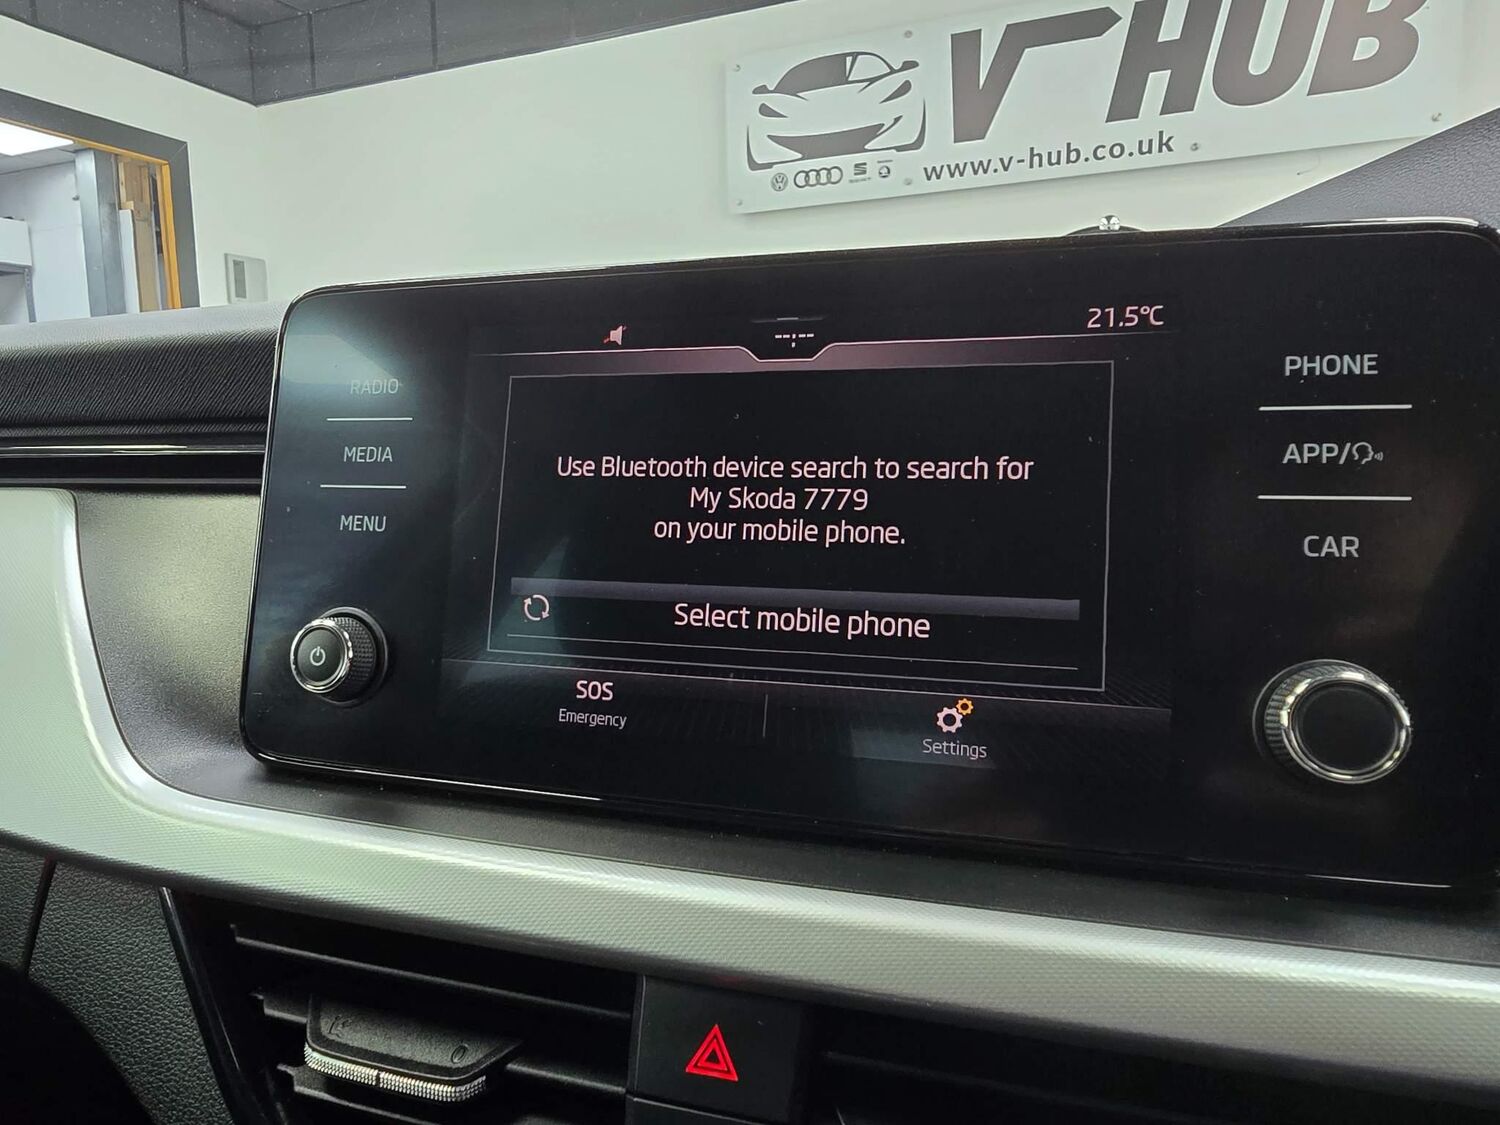 V-HUB
www.v-hub.co.uk
--:--
21.5°C
RADIO
MEDIA
MENU
PHONE
APP/
CAR
Use Bluetooth device search to search for
My Skoda 7779
on your mobile phone.
Select mobile phone
SOS
Emergency
Settings